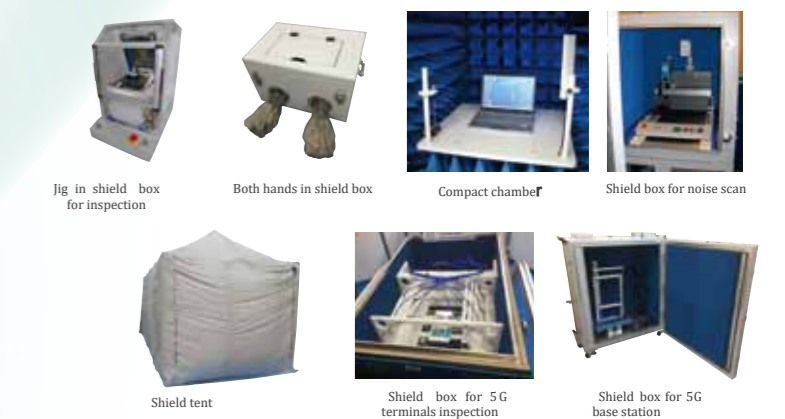 Jig in shield box
for inspection
Both hands in shield box
Compact chamber
Shield box for noise scan
Shield tent
Shield box for 5G
terminals inspection
Shield box for 5G
base station